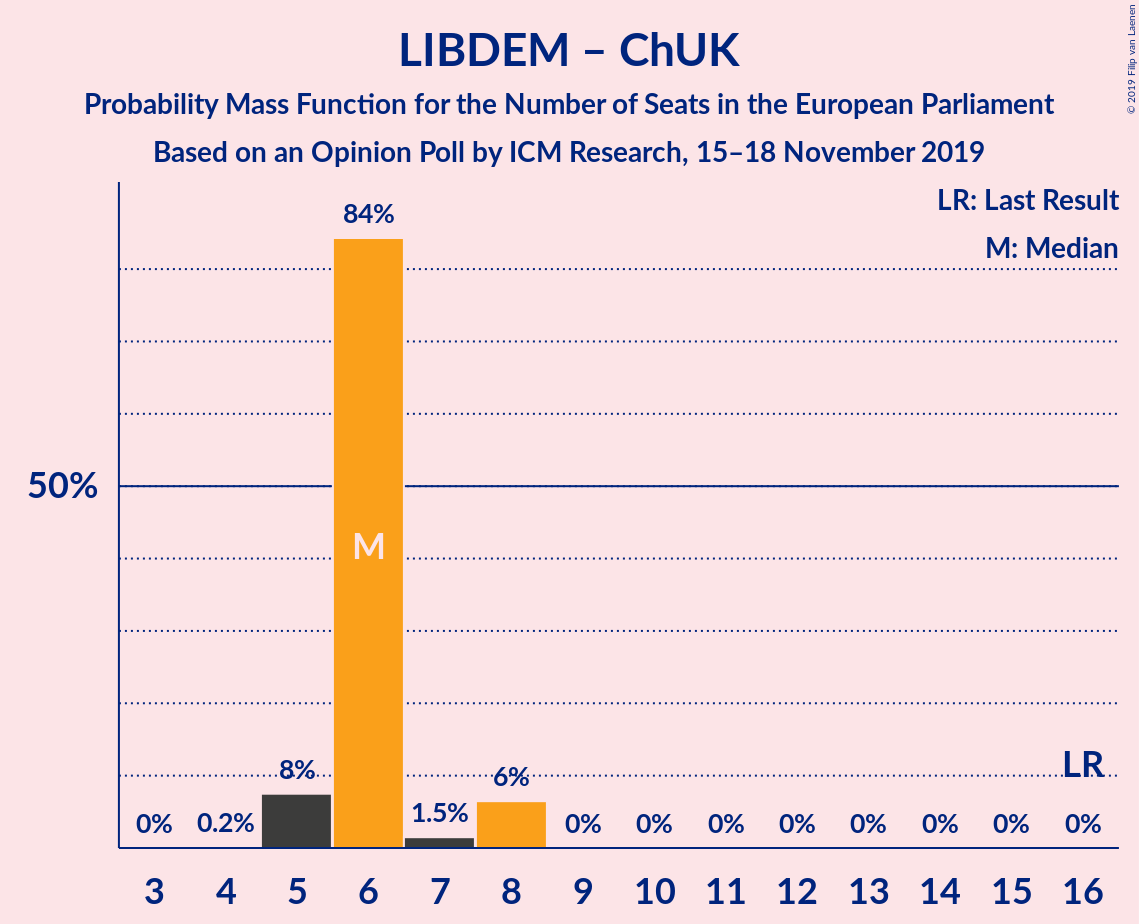 LIBDEM – ChUK
Probability Mass Function for the Number of Seats in the European Parliament
Based on an Opinion Poll by ICM Research, 15–18 November 2019
© 2019 Filip van Laenen
LR: Last Result
M: Median
84%
50%
M
8%
6%
LR
0%
0.2%
1.5%
0%
0%
0%
0%
0%
0%
0%
0%
3 4 5 6 7 8 9 10 11 12 13 14 15 16